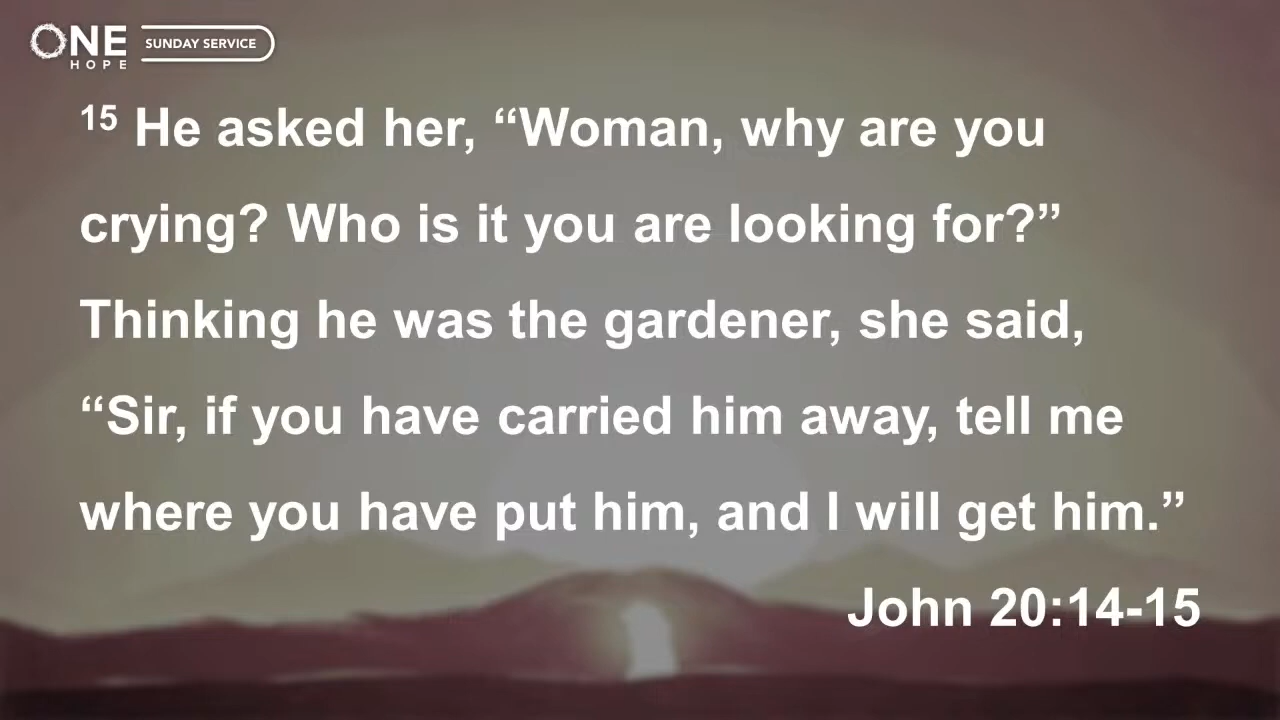 ONE
HOPE
SUNDAY SERVICE
15 He asked her, “Woman, why are you
crying? Who is it you are looking for?”
Thinking he was the gardener, she said,
“Sir, if you have carried him away, tell me
where you have put him, and I will get him.”
John 20:14-15